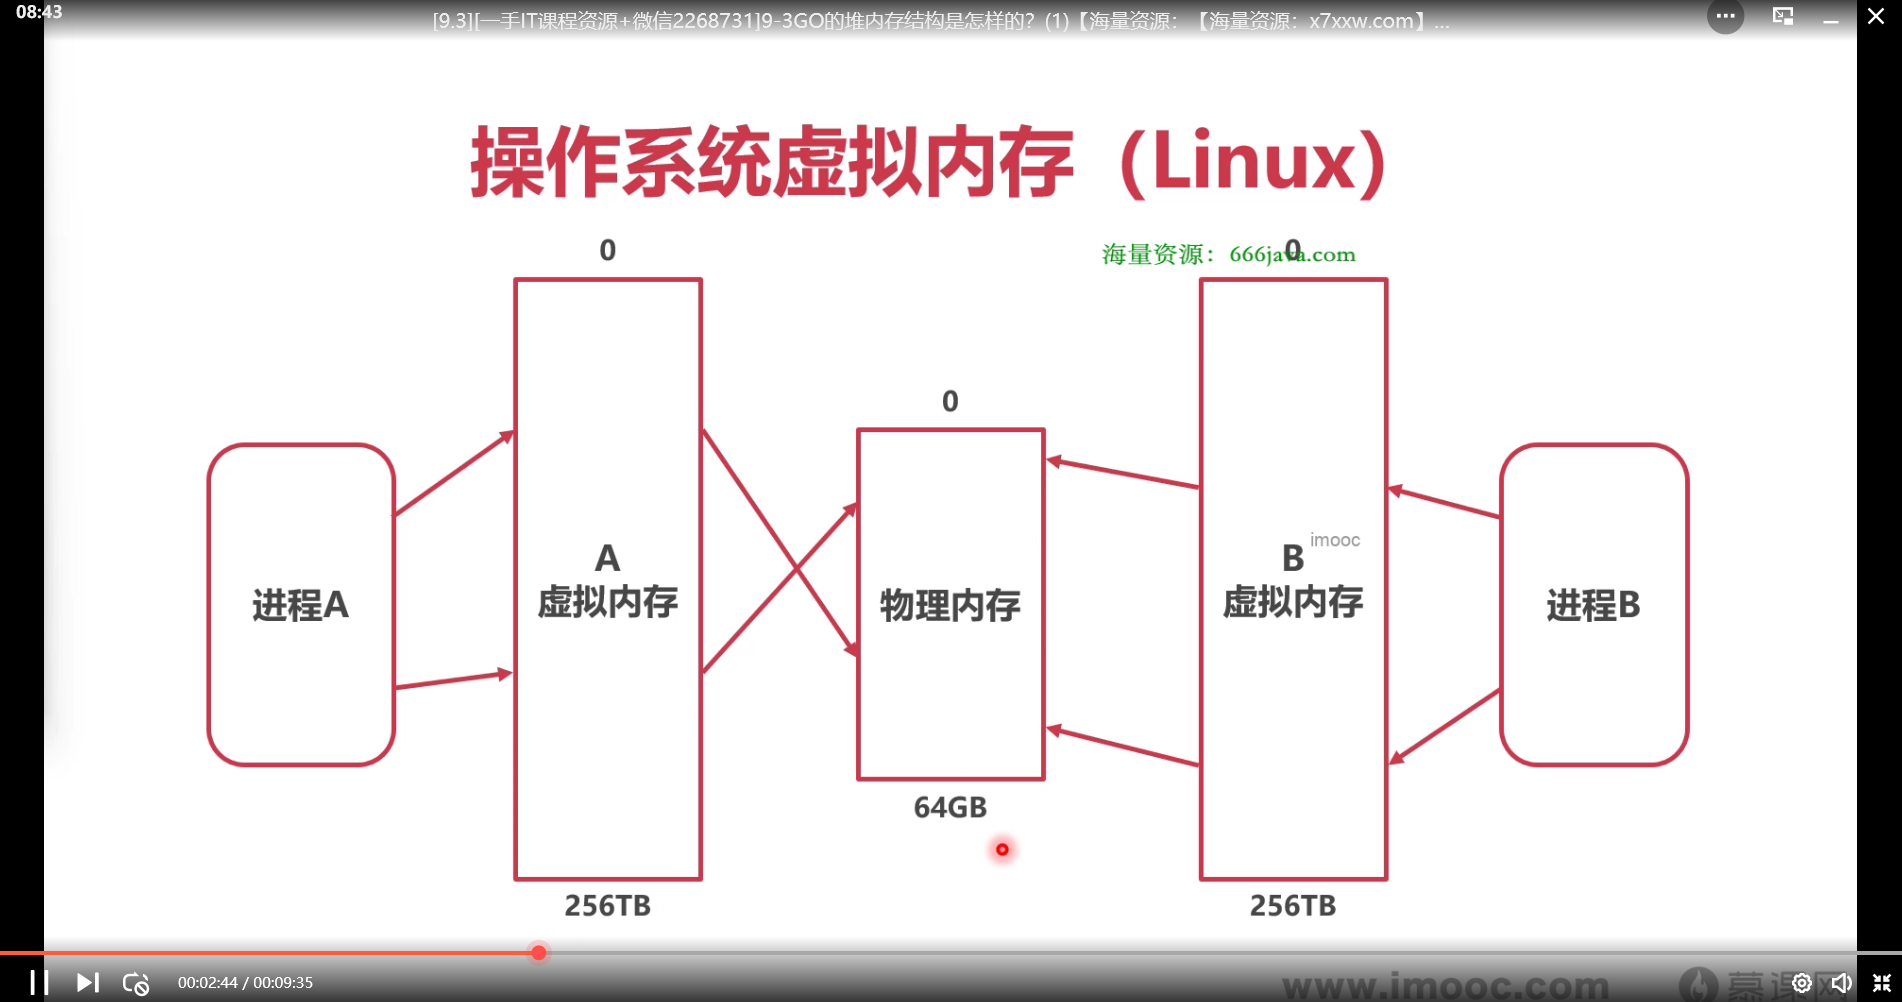 08:43
[9.3][一手IT课程资源+微信2268731]9-3GO的堆内存结构是怎样的？(1)【海量资源：【海量资源：x7xxw.com】...
操作系统虚拟内存（Linux）
0
海量资源：666java.com
0
0
A
虚拟内存
物理内存
B
imooc
虚拟内存
进程A
进程B
64GB
256TB
256TB
00:02:44 / 00:09:35
www.imooc.com
慕课网